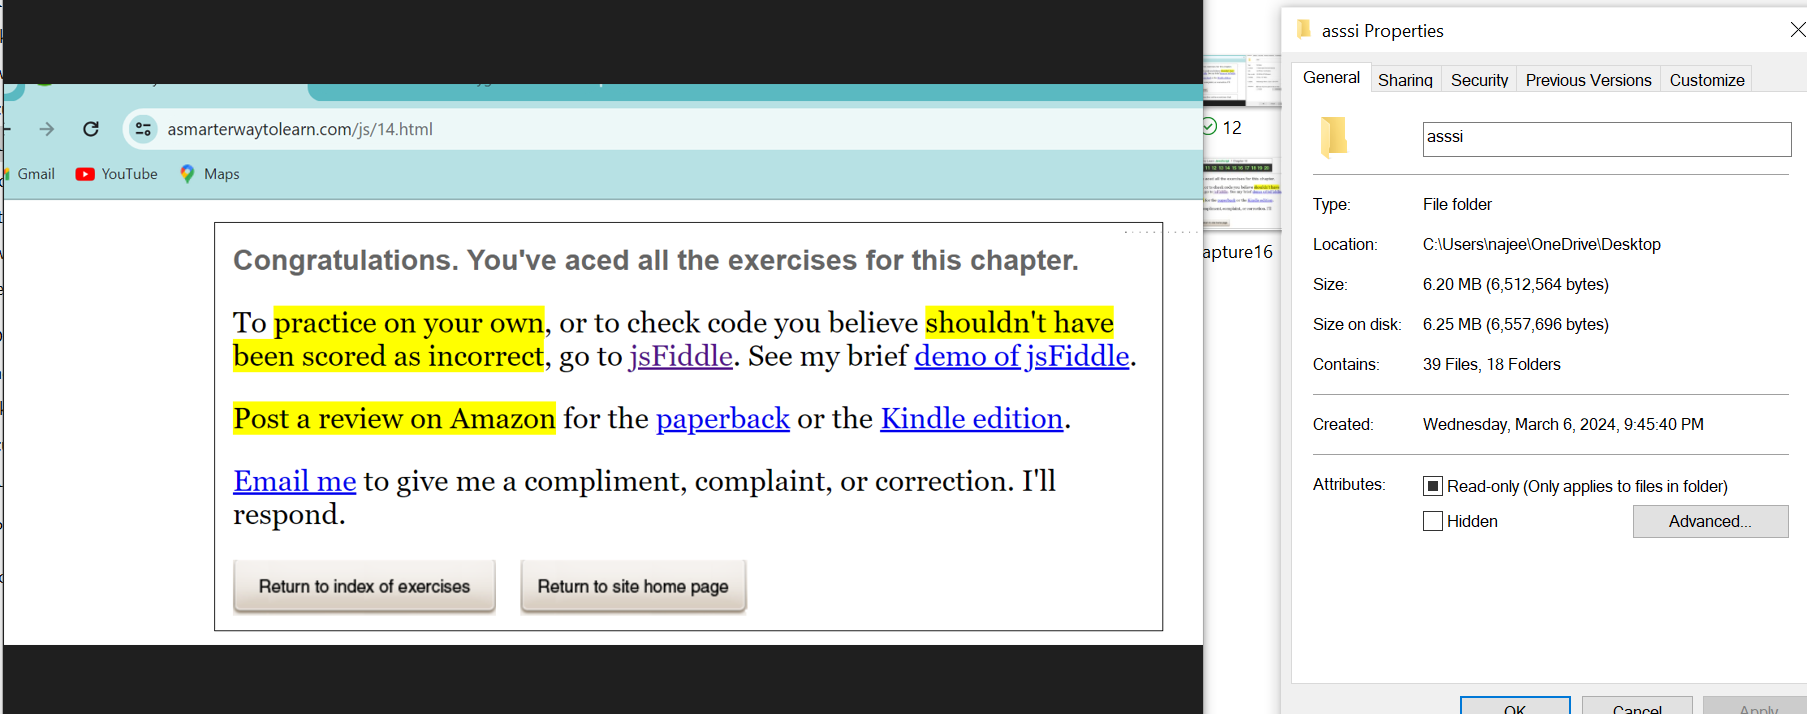 asmarterwaytolearn.com/js/14.html
Gmail YouTube Maps
Congratulations. You've aced all the exercises for this chapter.
To practice on your own, or to check code you believe shouldn't have
been scored as incorrect, go to jsFiddle. See my brief demo of jsFiddle.
Post a review on Amazon for the paperback or the Kindle edition.
Email me to give me a compliment, complaint, or correction. I'll
respond.
Return to index of exercises Return to site home page
12
apture16
asssi Properties
General Sharing Security Previous Versions Customize
asssi
Type: File folder
Location: C:\Users\najee\OneDrive\Desktop
Size: 6.20 MB (6,512,564 bytes)
Size on disk: 6.25 MB (6,557,696 bytes)
Contains: 39 Files, 18 Folders
Created: Wednesday, March 6, 2024, 9:45:40 PM
Attributes: Read-only (Only applies to files in folder)
Hidden Advanced...
OK Cancel Apply